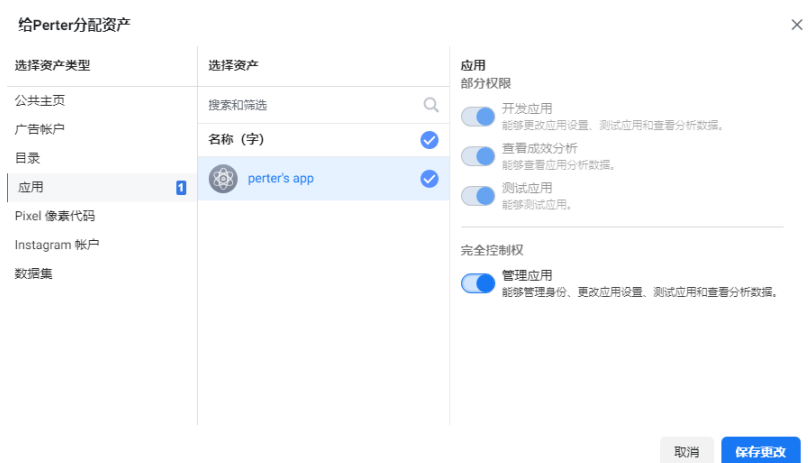 给Perter分配资产
选择资产类型
公共主页
广告帐户
目录
应用 1
Pixel 像素代码
Instagram 帐户
数据集
选择资产
搜索和筛选
名称（字）
perter's app
应用
部分权限
开发应用
能够更改应用设置、测试应用和查看分析数据。
查看成效分析
能够查看应用分析数据。
测试应用
能够测试应用。
完全控制权
管理应用
能够管理身份、更改应用设置、测试应用和查看分析数据。
取消
保存更改